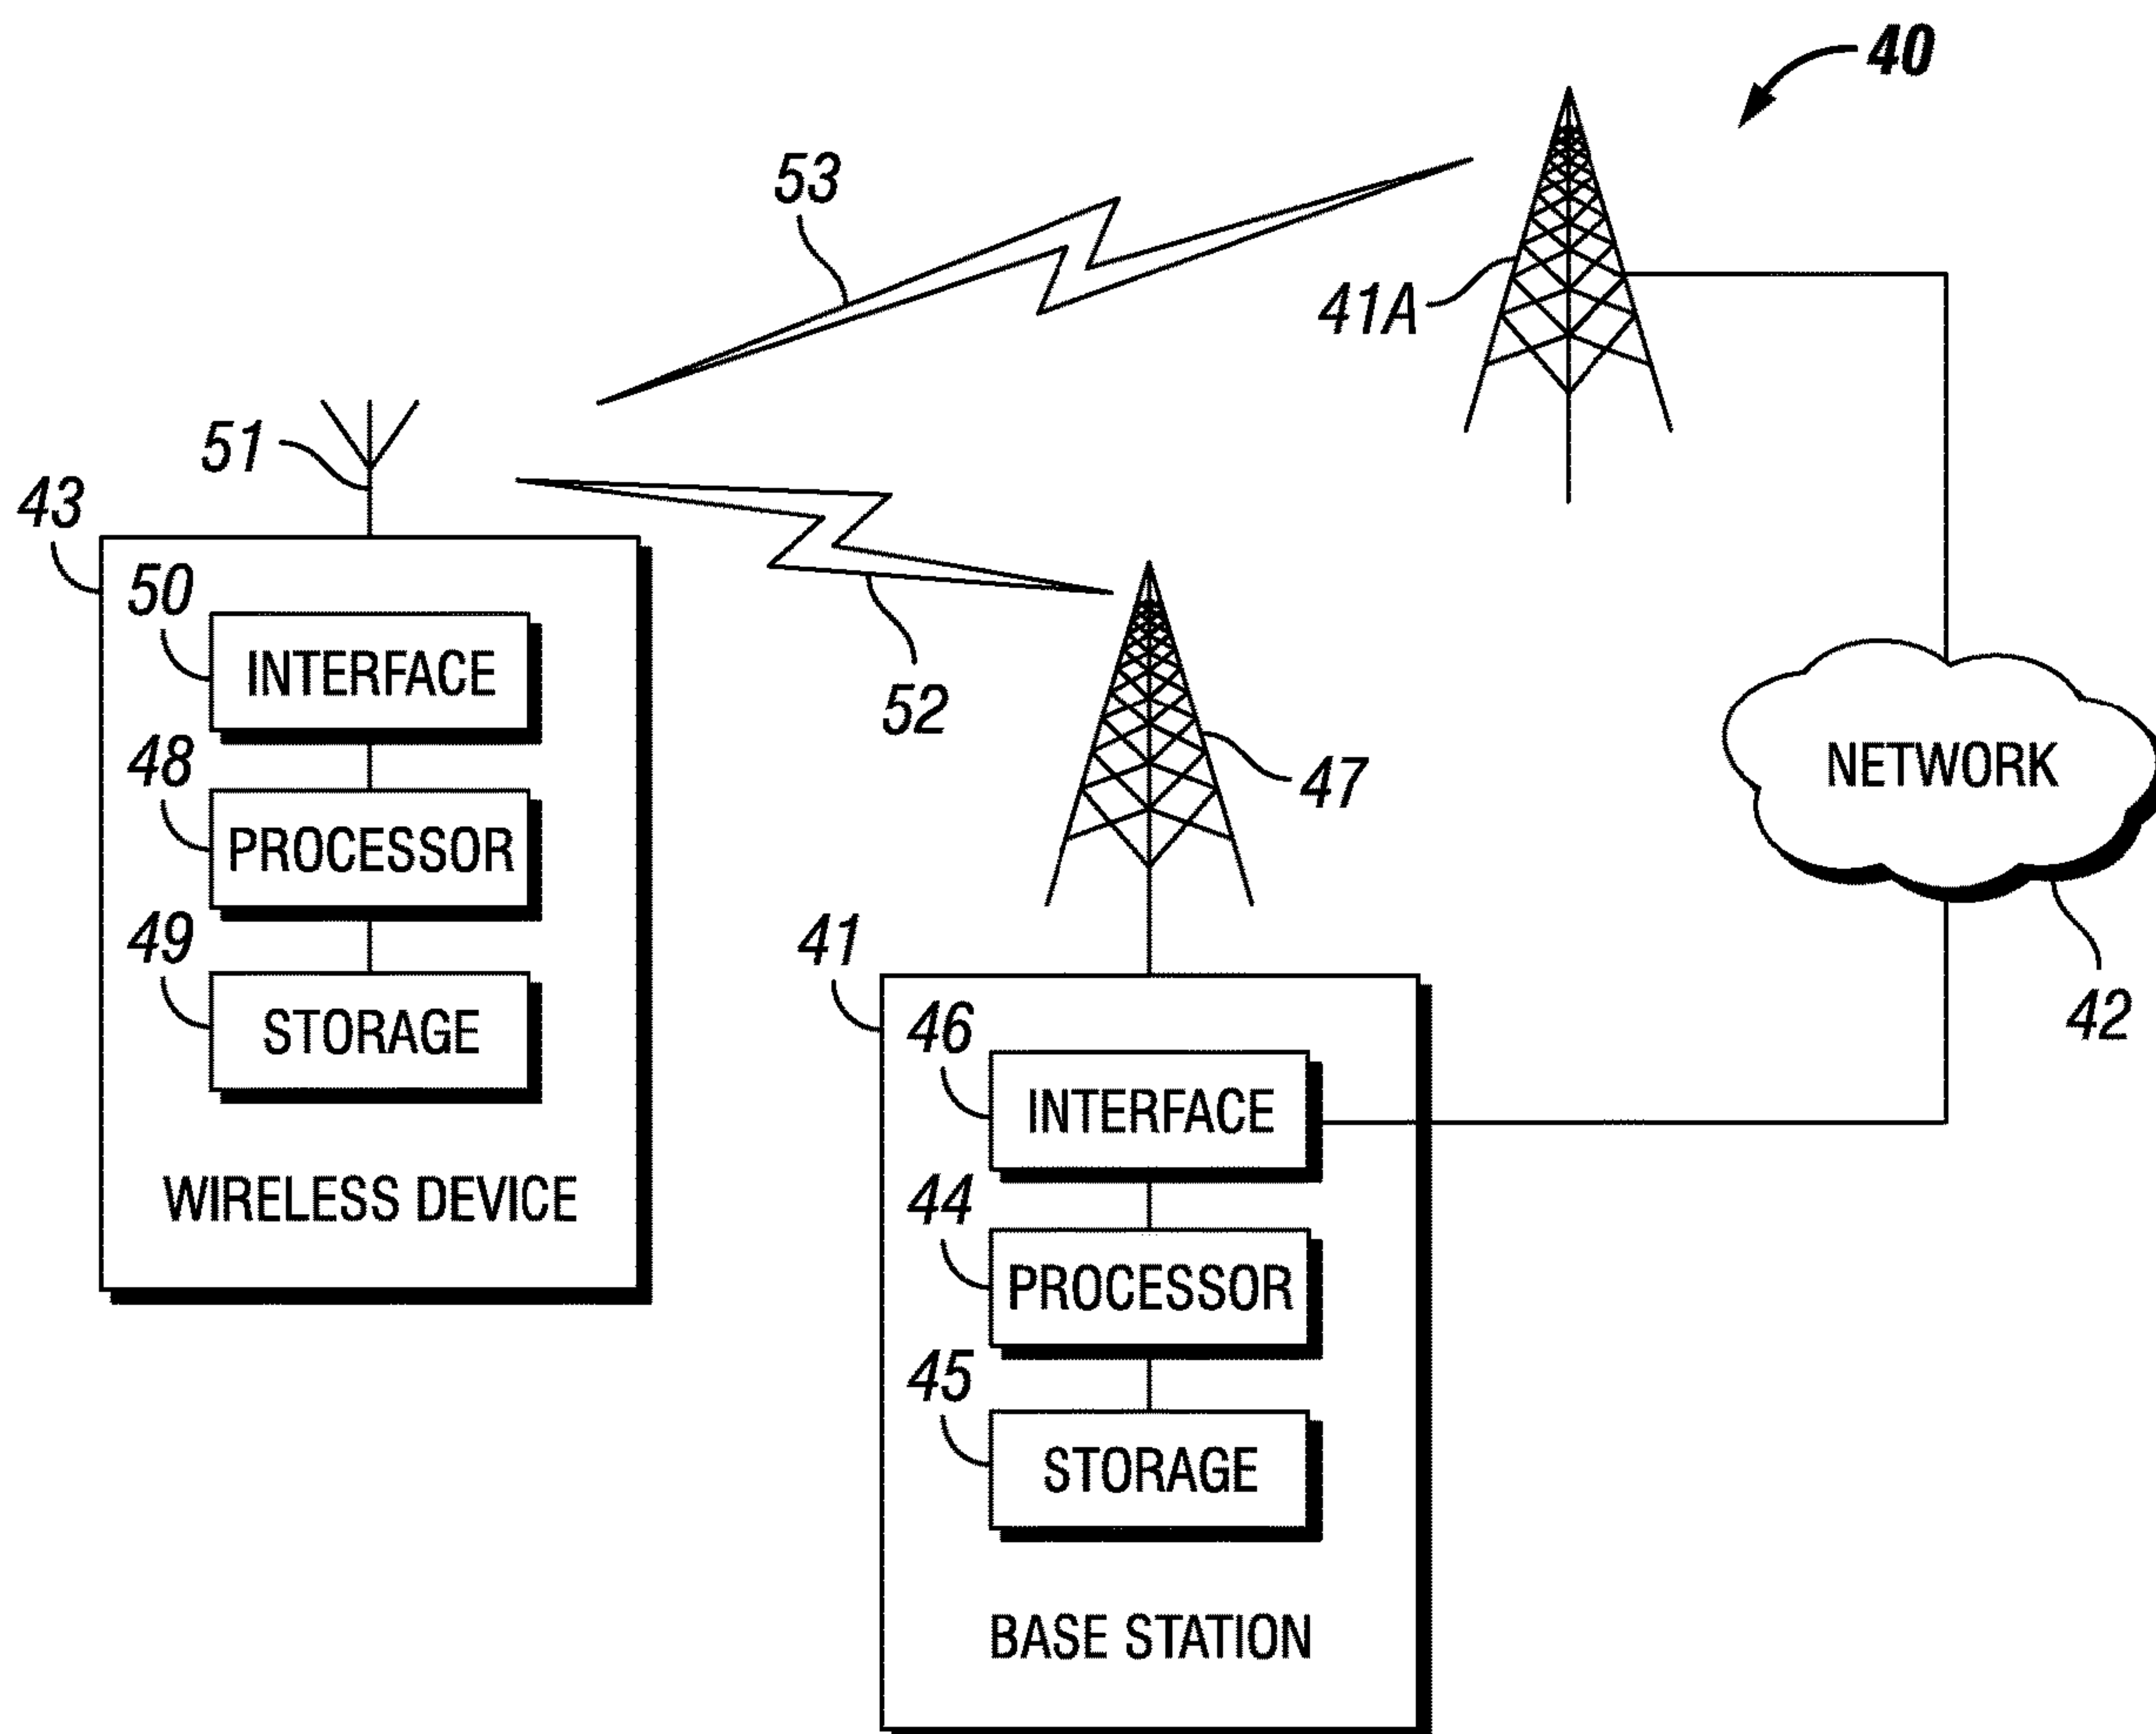 40
53
41A
51
43
50
INTERFACE
52
48
PROCESSOR
47
NETWORK
49
STORAGE
41
42
46
INTERFACE
WIRELESS DEVICE
44
PROCESSOR
45
STORAGE
BASE STATION